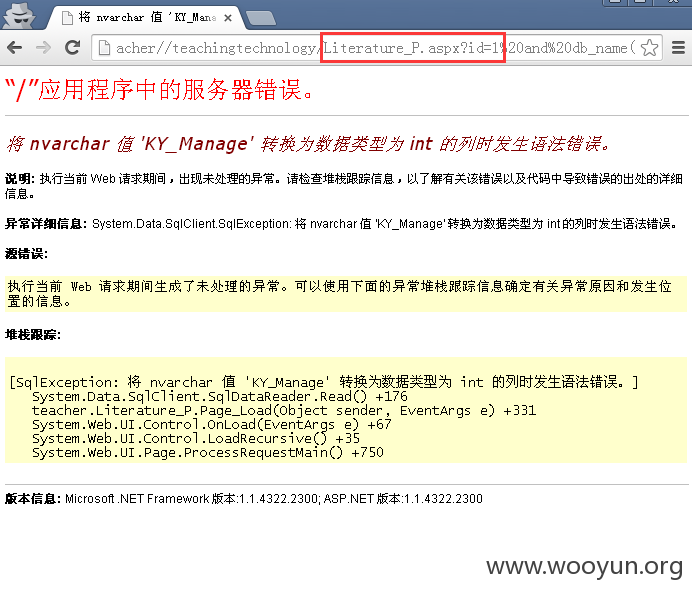 将 nvarchar 值 'KY_Mana
acher//teachingtechnology/Literature_P.aspx?id=1%20and%20db_name(
“/”应用程序中的服务器错误。
将 nvarchar 值 'KY_Manage' 转换为数据类型为 int 的列时发生语法错误。
说明: 执行当前 Web 请求期间，出现未处理的异常。请检查堆栈跟踪信息，以了解有关该错误以及代码中导致错误的出处的详细
信息。
异常详细信息: System.Data.SqlClient.SqlException: 将 nvarchar 值 'KY_Manage' 转换为数据类型为 int 的列时发生语法错误。
源错误:
执行当前 Web 请求期间生成了未处理的异常。可以使用下面的异常堆栈跟踪信息确定有关异常原因和发生位
置的信息。
堆栈跟踪:
[SqlException: 将 nvarchar 值 'KY_Manage' 转换为数据类型为 int 的列时发生语法错误。]
System.Data.SqlClient.SqlDataReader.Read() +176
teacher.Literature_P.Page_Load(Object sender, EventArgs e) +331
System.Web.UI.Control.OnLoad(EventArgs e) +67
System.Web.UI.Control.LoadRecursive() +35
System.Web.UI.Page.ProcessRequestMain() +750
版本信息: Microsoft .NET Framework 版本:1.1.4322.2300; ASP.NET 版本:1.1.4322.2300
www.wooyun.org